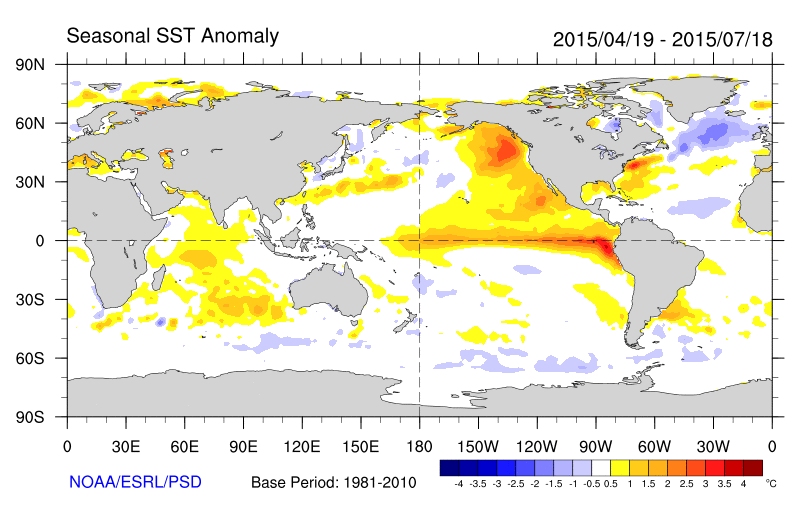 Seasonal SST Anomaly 2015/04/19 - 2015/07/18
90N
60N
30N
0
30S
60S
90S
0 30E 60E 90E 120E 150E 180 150W 120W 90W 60W 30W 0
NOAA/ESRL/PSD Base Period: 1981-2010
-4 -3.5 -3 -2.5 -2 -1.5 -1 -0.5 0.5 1 1.5 2 2.5 3 3.5 4 °C